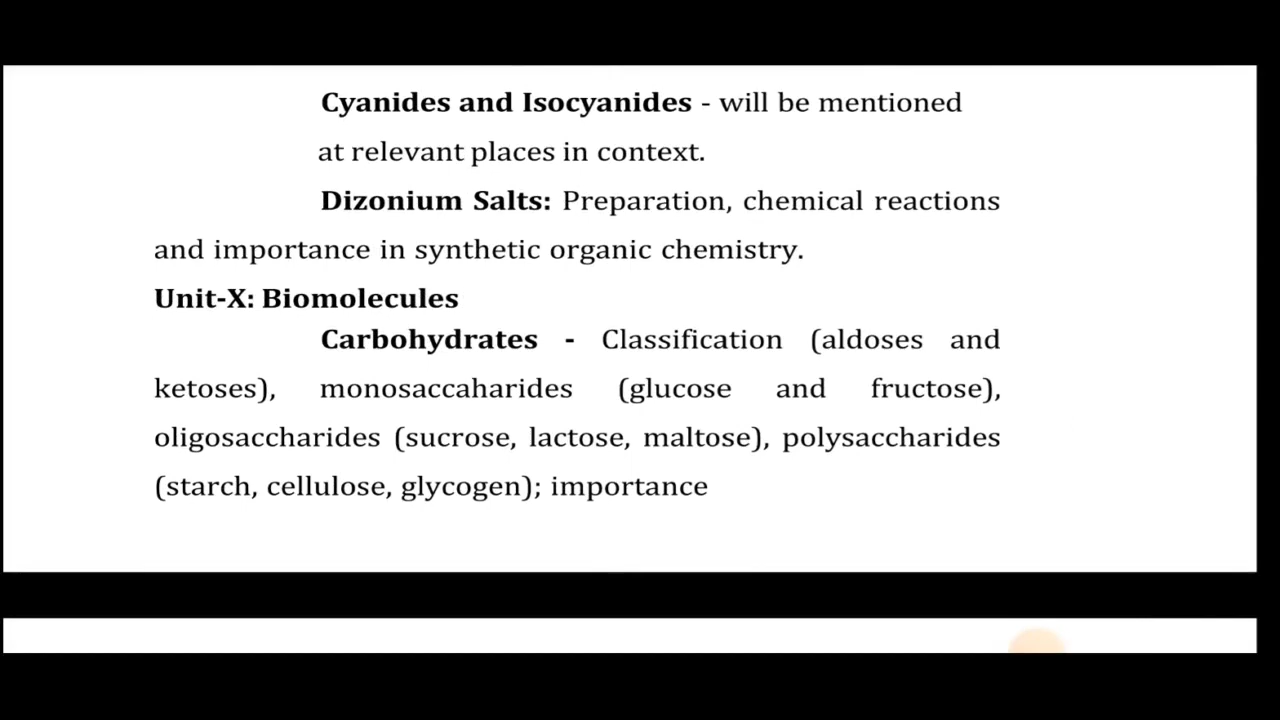 Cyanides and Isocyanides - will be mentioned
at relevant places in context.
Dizonium Salts: Preparation, chemical reactions
and importance in synthetic organic chemistry.
Unit-X: Biomolecules
Carbohydrates - Classification (aldoses and
ketoses), monosaccaharides (glucose and fructose),
oligosaccharides (sucrose, lactose, maltose), polysaccharides
(starch, cellulose, glycogen); importance